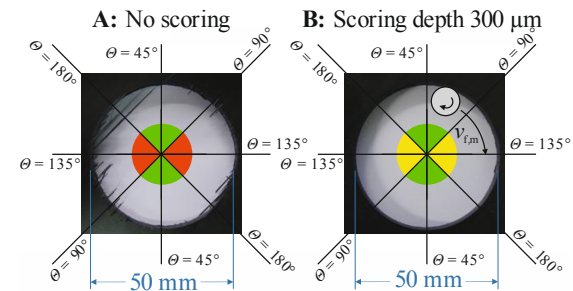 A: No scoring
B: Scoring depth 300 µm
Θ = 45°
Θ = 90°
Θ = 180°
Θ = 135°
Θ = 135°
Θ = 90°
Θ = 45°
Θ = 180°
50 mm
Θ = 45°
Θ = 90°
Θ = 180°
v_f,m
Θ = 135°
Θ = 90°
Θ = 45°
Θ = 180°
50 mm